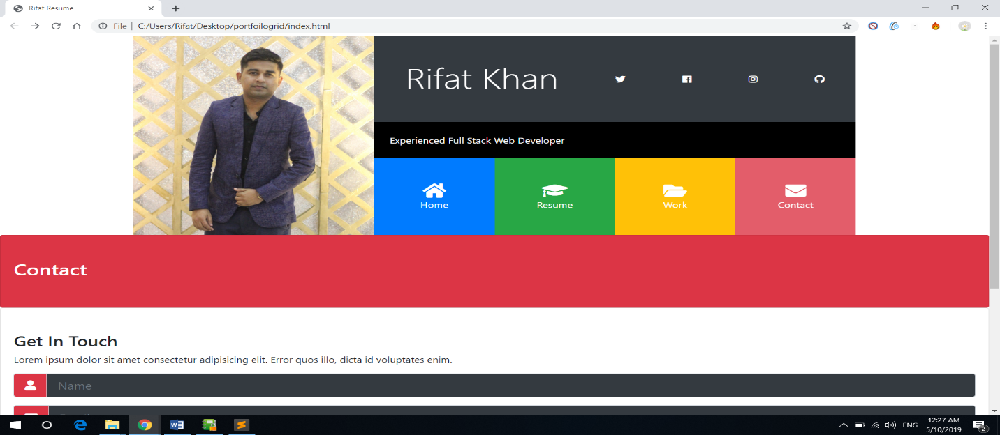 Rifat Resume
File | C:/Users/Rifat/Desktop/portfoilogrid/index.html
Rifat Khan
Experienced Full Stack Web Developer
Home Resume Work Contact
Contact
Get In Touch
Lorem ipsum dolor sit amet consectetur adipisicing elit. Error quos illo, dicta id voluptates enim.
Name
ENG
12:27 AM
5/10/2019
2